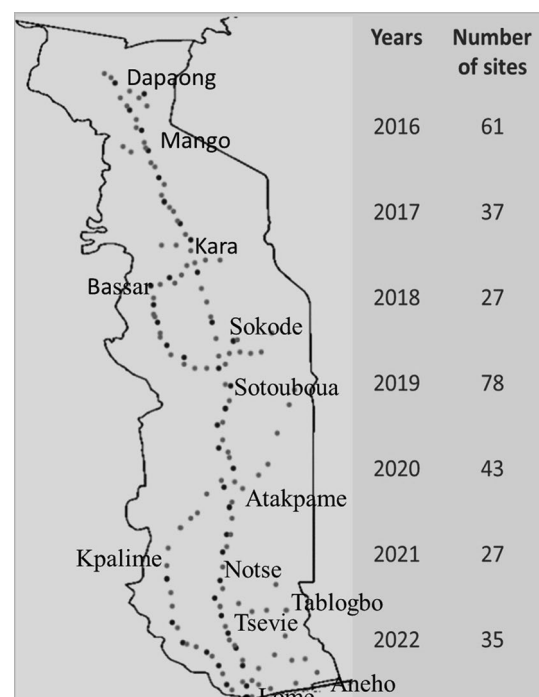 Dapaong
Mango
Kara
Bassar
Sokode
Sotouboua
Atakpame
Kpalime
Notse
Tablogbo
Tsevie
Aneho
Lome
Years Number
of sites
2016 61
2017 37
2018 27
2019 78
2020 43
2021 27
2022 35